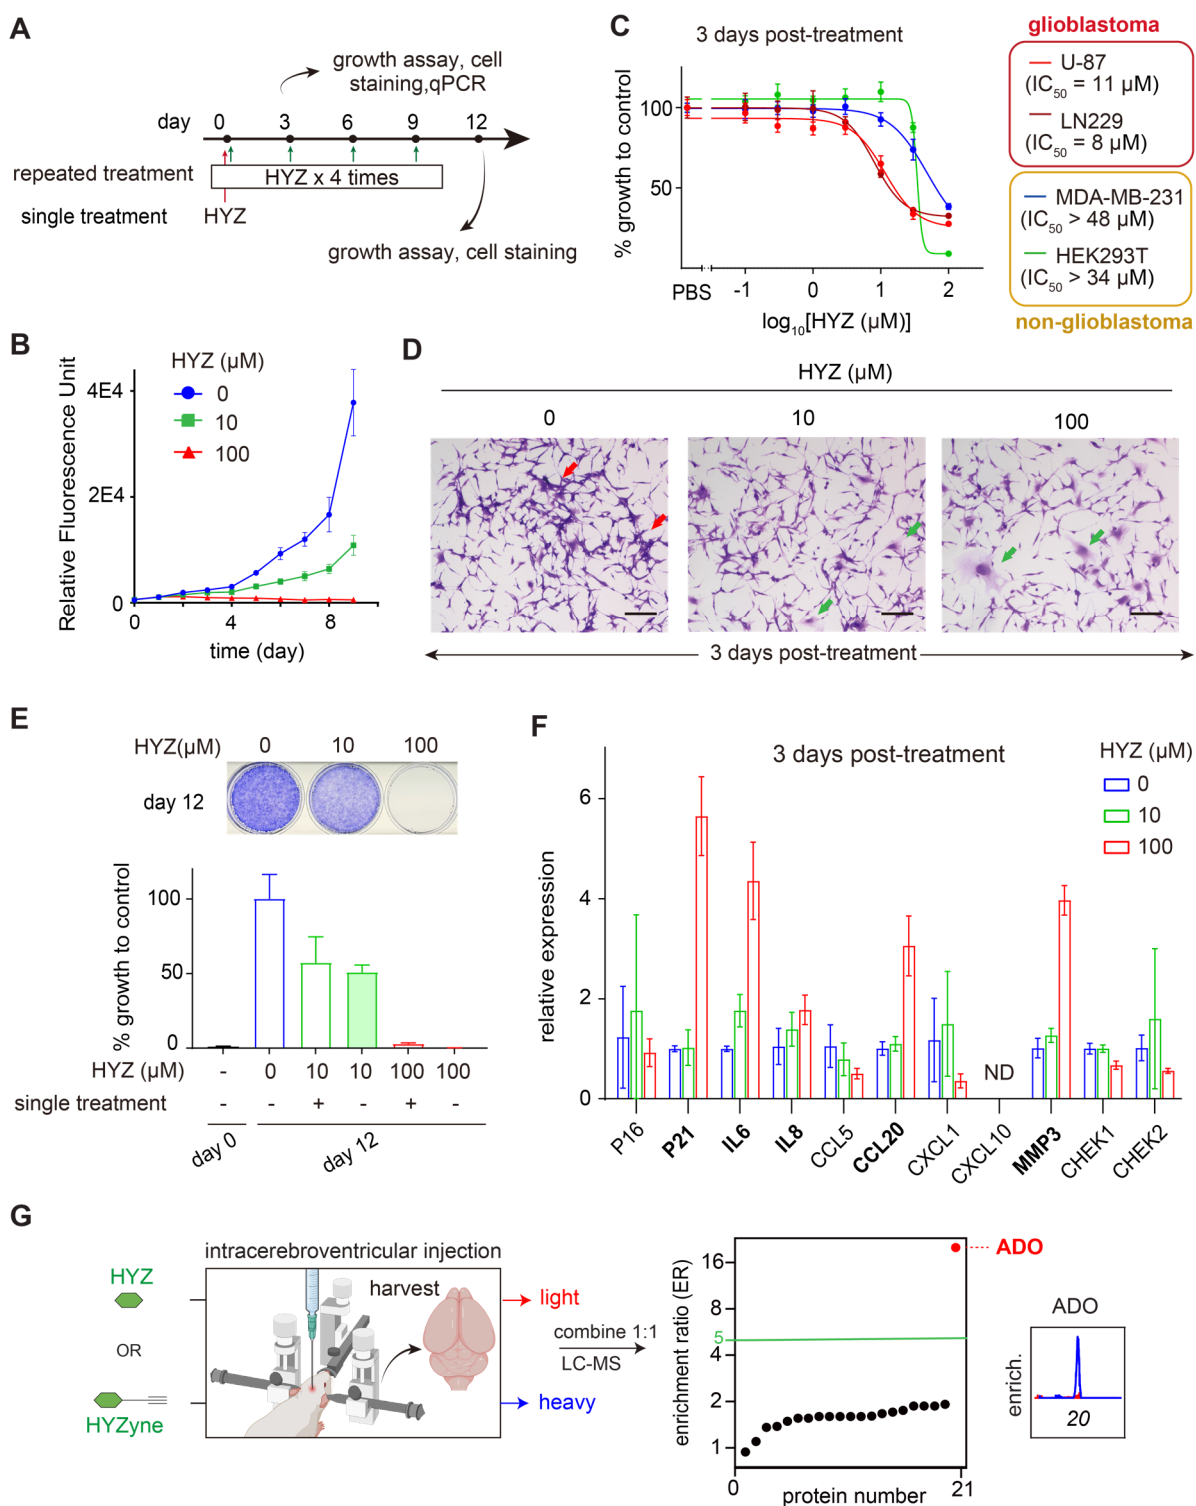 A
growth assay, cell
staining,qPCR
day 0 3 6 9 12
repeated treatment
HYZ x 4 times
single treatment HYZ
growth assay, cell staining
B
HYZ (µM)
0
10
100
Relative Fluorescence Unit
4E4
2E4
0
0 4 8
time (day)
C
3 days post-treatment
% growth to control
100
50
PBS -1 0 1 2
log10[HYZ (µM)]
glioblastoma
U-87
(IC50 = 11 µM)
LN229
(IC50 = 8 µM)
MDA-MB-231
(IC50 > 48 µM)
HEK293T
(IC50 > 34 µM)
non-glioblastoma
D
HYZ (µM)
0 10 100
3 days post-treatment
E
HYZ(µM) 0 10 100
day 12
% growth to control
100
50
0
HYZ (µM) - 0 10 10 100 100
single treatment - - + - + -
day 0 day 12
F
3 days post-treatment
HYZ (µM)
0
10
100
relative expression
6
4
2
0
ND
P16 P21 IL6 IL8 CCL5 CCL20 CXCL1 CXCL10 MMP3 CHEK1 CHEK2
G
intracerebroventricular injection
HYZ
OR
HYZyne
harvest
light
combine 1:1
LC-MS
heavy
enrichment ratio (ER)
16
8
5
4
2
1
0 21
protein number
ADO
ADO
enrich.
20